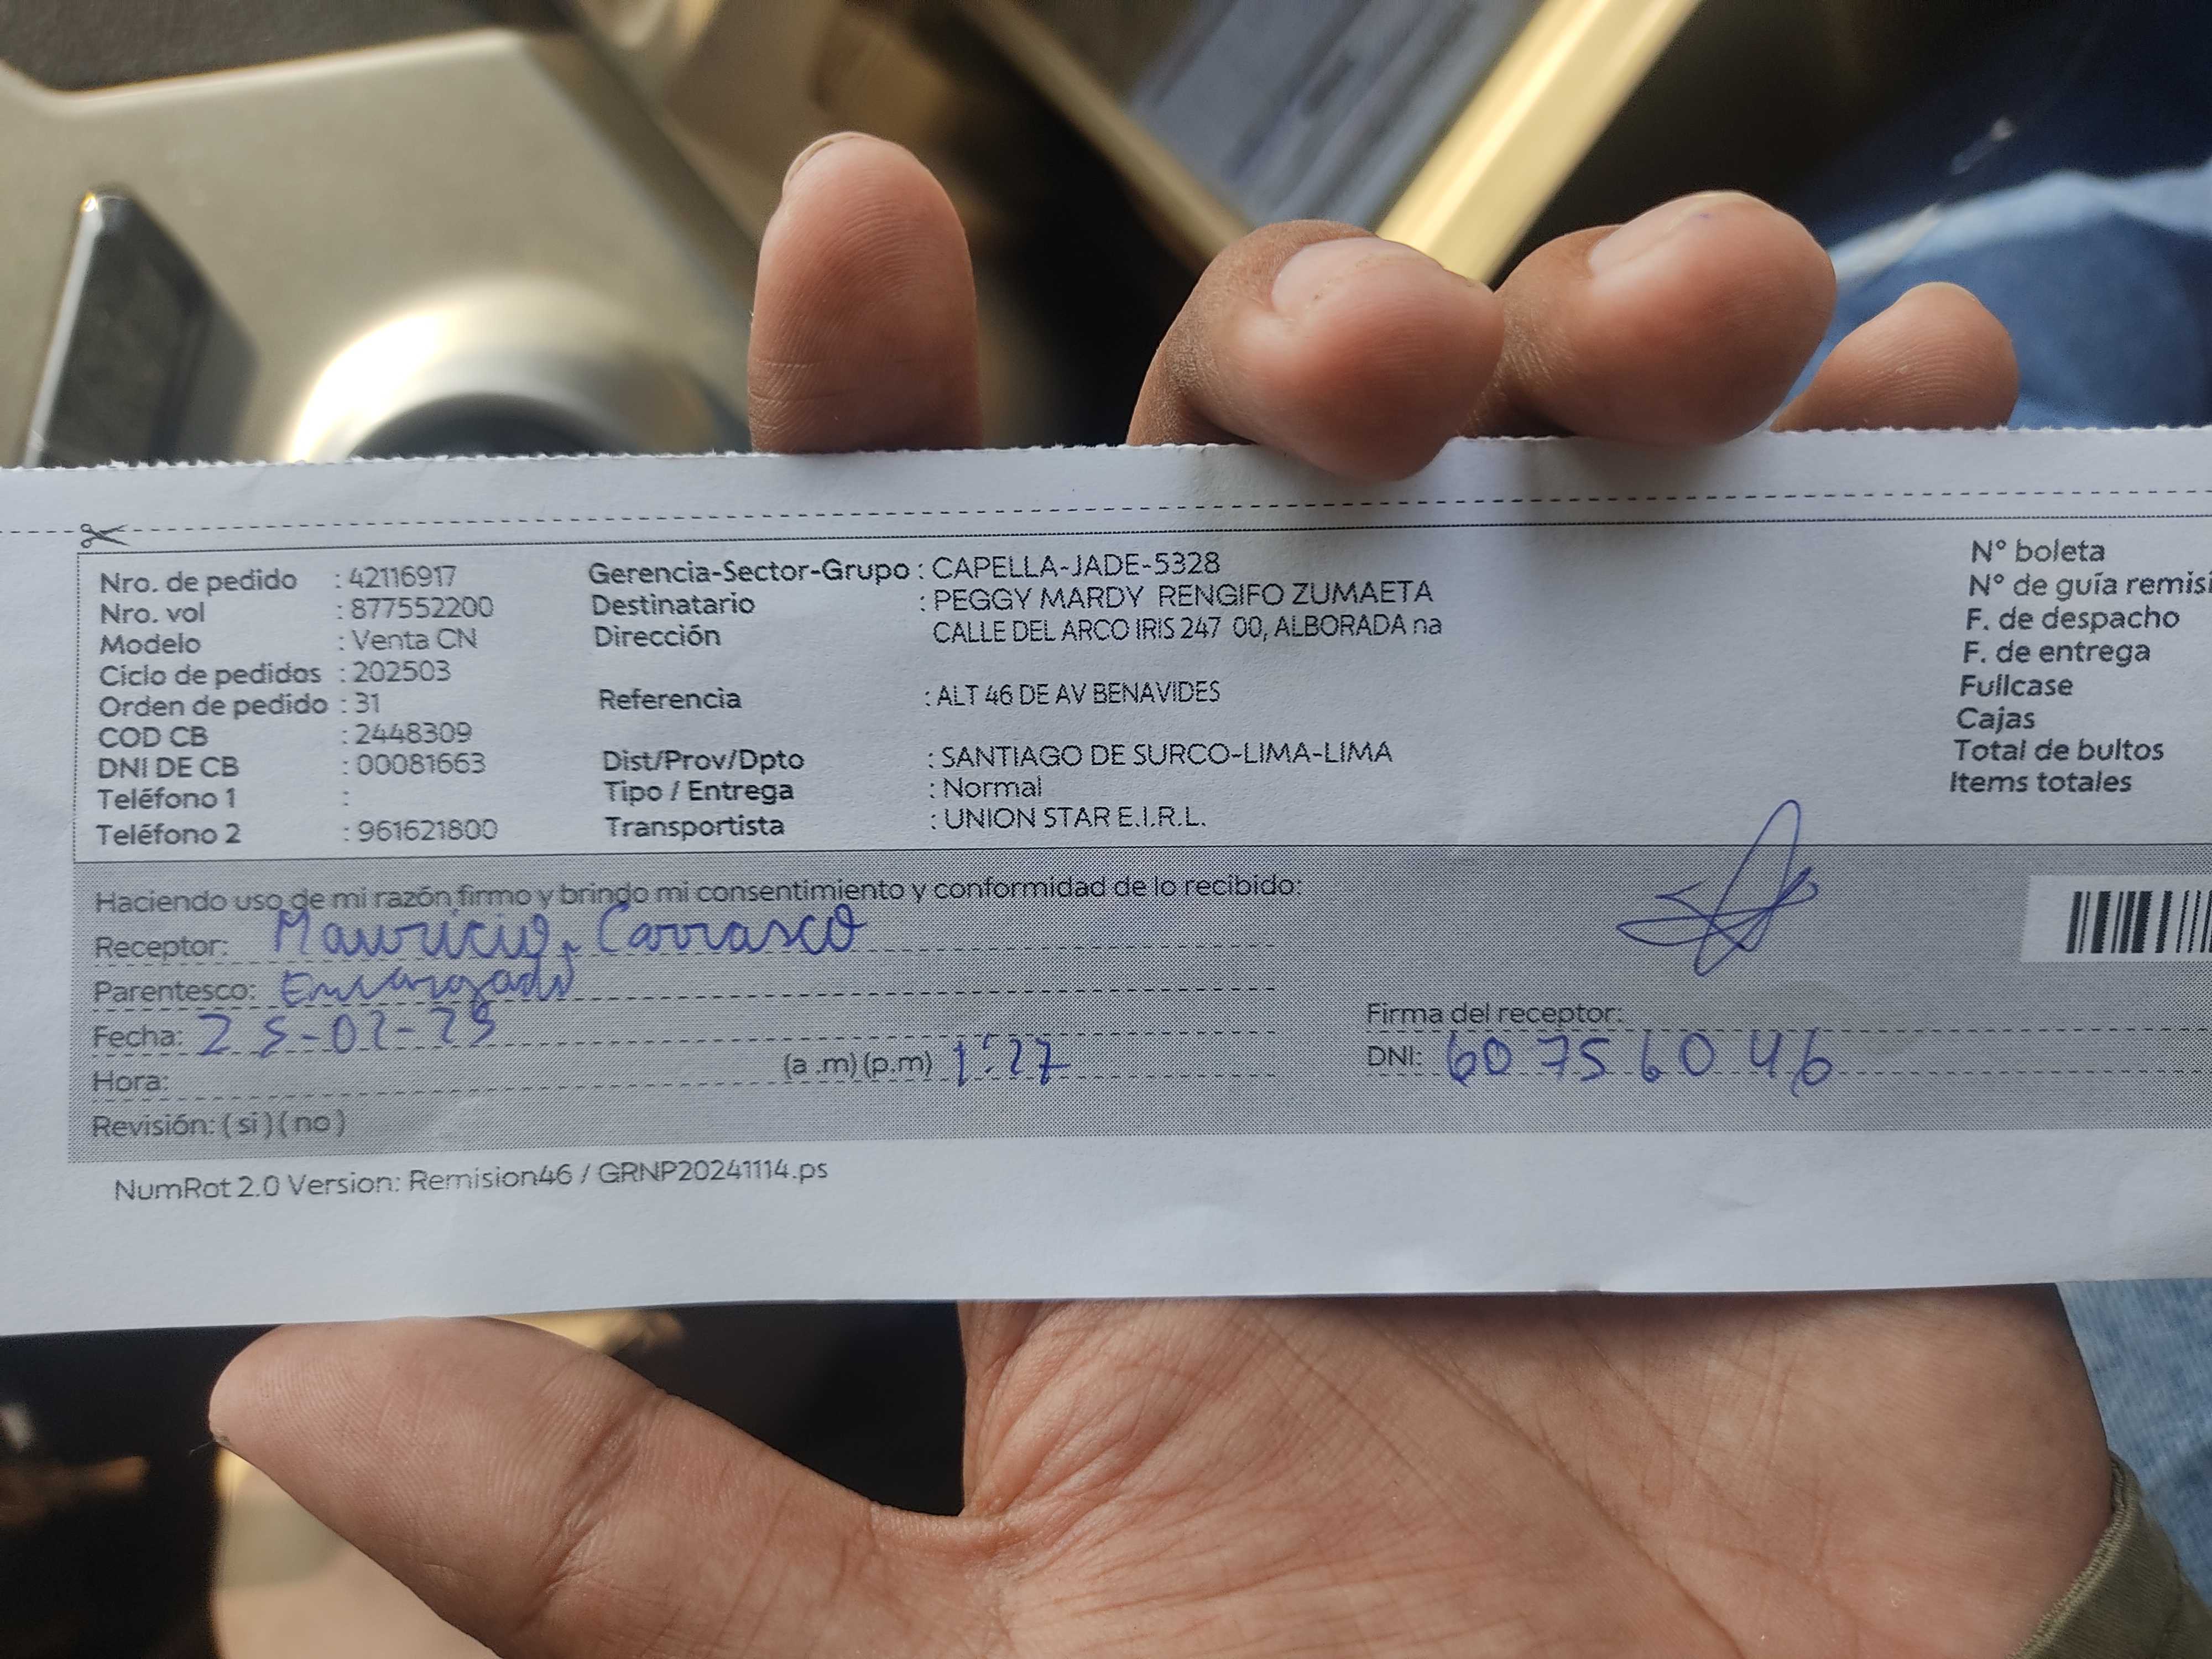 Nro. de pedido : 42116917
Nro. vol : 877552200
Modelo : Venta CN
Ciclo de pedidos : 202503
Orden de pedido : 31
COD CB : 2448309
DNI DE CB : 00081663
Teléfono 1 :
Teléfono 2 : 961621800
Gerencia-Sector-Grupo : CAPELLA-JADE-5328
Destinatario : PEGGY MARDY RENGIFO ZUMAETA
Dirección CALLE DEL ARCO IRIS 247 00, ALBORADA na
Referencia : ALT 46 DE AV BENAVIDES
Dist/Prov/Dpto : SANTIAGO DE SURCO-LIMA-LIMA
Tipo / Entrega : Normal
Transportista : UNION STAR E.I.R.L.
N° boleta
N° de guía remisi
F. de despacho
F. de entrega
Fullcase
Cajas
Total de bultos
Items totales
Haciendo uso de mi razón firmo y brindo mi consentimiento y conformidad de lo recibido:
Receptor: Mauricio Carrasco
Parentesco: Encargado
Fecha: 25-02-25
Hora: (a .m) (p.m) 1:27
Revisión: ( si ) ( no )
Firma del receptor:
DNI: 60756046
NumRot 2.0 Version: Remision46 / GRNP20241114.ps